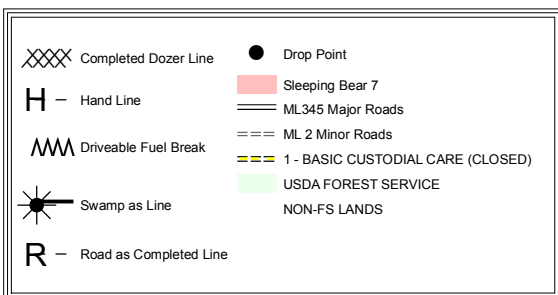 Completed Dozer Line
H – Hand Line
Driveable Fuel Break
Swamp as Line
R – Road as Completed Line
Drop Point
Sleeping Bear 7
ML345 Major Roads
ML 2 Minor Roads
1 - BASIC CUSTODIAL CARE (CLOSED)
USDA FOREST SERVICE
NON-FS LANDS